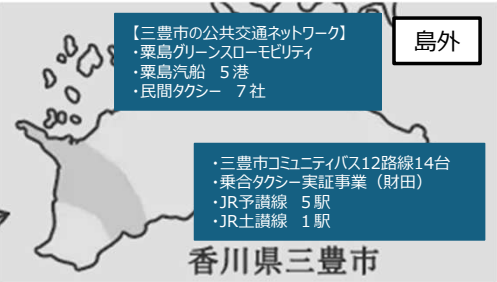 【三豊市の公共交通ネットワーク】
・粟島グリーンスローモビリティ
・粟島汽船　５港
・民間タクシー　７社
島外
・三豊市コミュニティバス12路線14台
・乗合タクシー実証事業（財田）
・JR予讃線　５駅
・JR土讃線　１駅
香川県三豊市